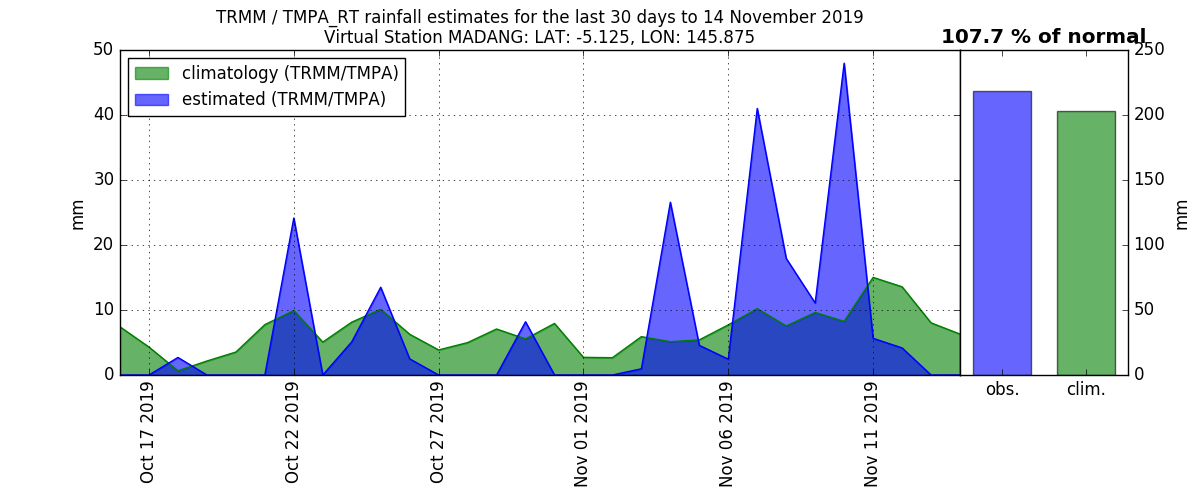 TRMM / TMPA_RT rainfall estimates for the last 30 days to 14 November 2019
Virtual Station MADANG: LAT: -5.125, LON: 145.875
107.7 % of normal
climatology (TRMM/TMPA)
estimated (TRMM/TMPA)
mm
50
40
30
20
10
0
Oct 17 2019
Oct 22 2019
Oct 27 2019
Nov 01 2019
Nov 06 2019
Nov 11 2019
obs.
clim.
250
200
150
100
50
0
mm